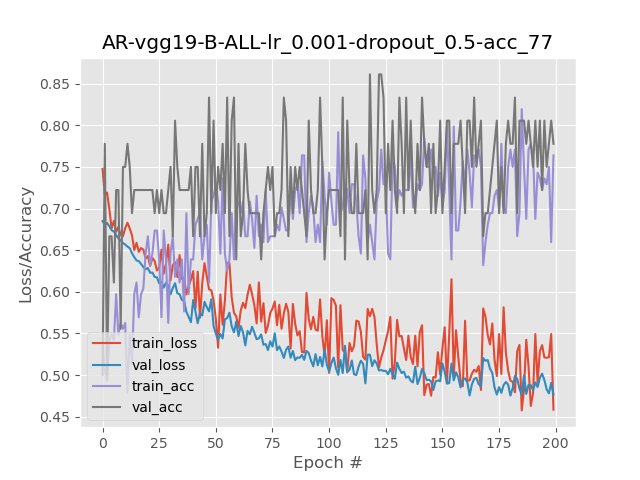 AR-vgg19-B-ALL-lr_0.001-dropout_0.5-acc_77
0.85
0.80
0.75
0.70
0.65
0.60
0.55
0.50
0.45
Loss/Accuracy
train_loss
val_loss
train_acc
val_acc
0 25 50 75 100 125 150 175 200
Epoch #